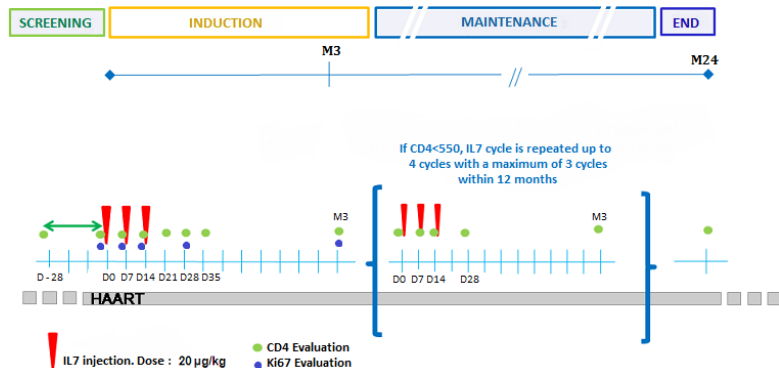 SCREENING INDUCTION MAINTENANCE END
M3 M24
If CD4<550, IL7 cycle is repeated up to
4 cycles with a maximum of 3 cycles
within 12 months
M3 M3
D - 28 D0 D7 D14 D21 D28 D35 D0 D7 D14 D28
HAART
CD4 Evaluation
IL7 injection. Dose : 20 µg/kg Ki67 Evaluation